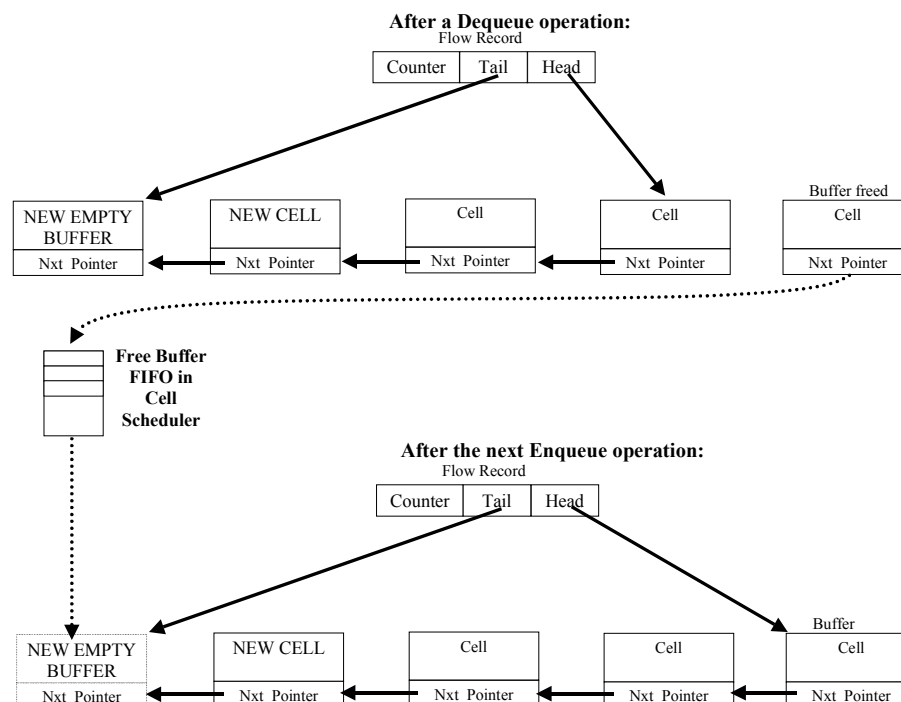 After a Dequeue operation:
Flow Record
Counter Tail Head
Buffer freed
NEW EMPTY BUFFER
NEW CELL
Cell
Cell
Cell
Nxt Pointer
Nxt Pointer
Nxt Pointer
Nxt Pointer
Nxt Pointer
Free Buffer
FIFO in
Cell
Scheduler
After the next Enqueue operation:
Flow Record
Counter Tail Head
Buffer
NEW EMPTY BUFFER
NEW CELL
Cell
Cell
Cell
Nxt Pointer
Nxt Pointer
Nxt Pointer
Nxt Pointer
Nxt Pointer